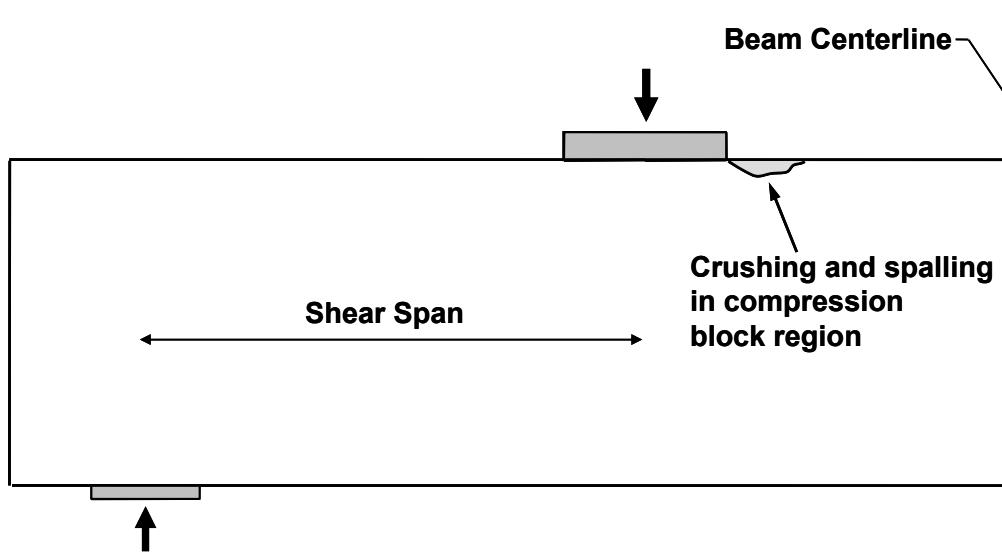 Beam Centerline
Shear Span
Crushing and spalling
in compression
block region